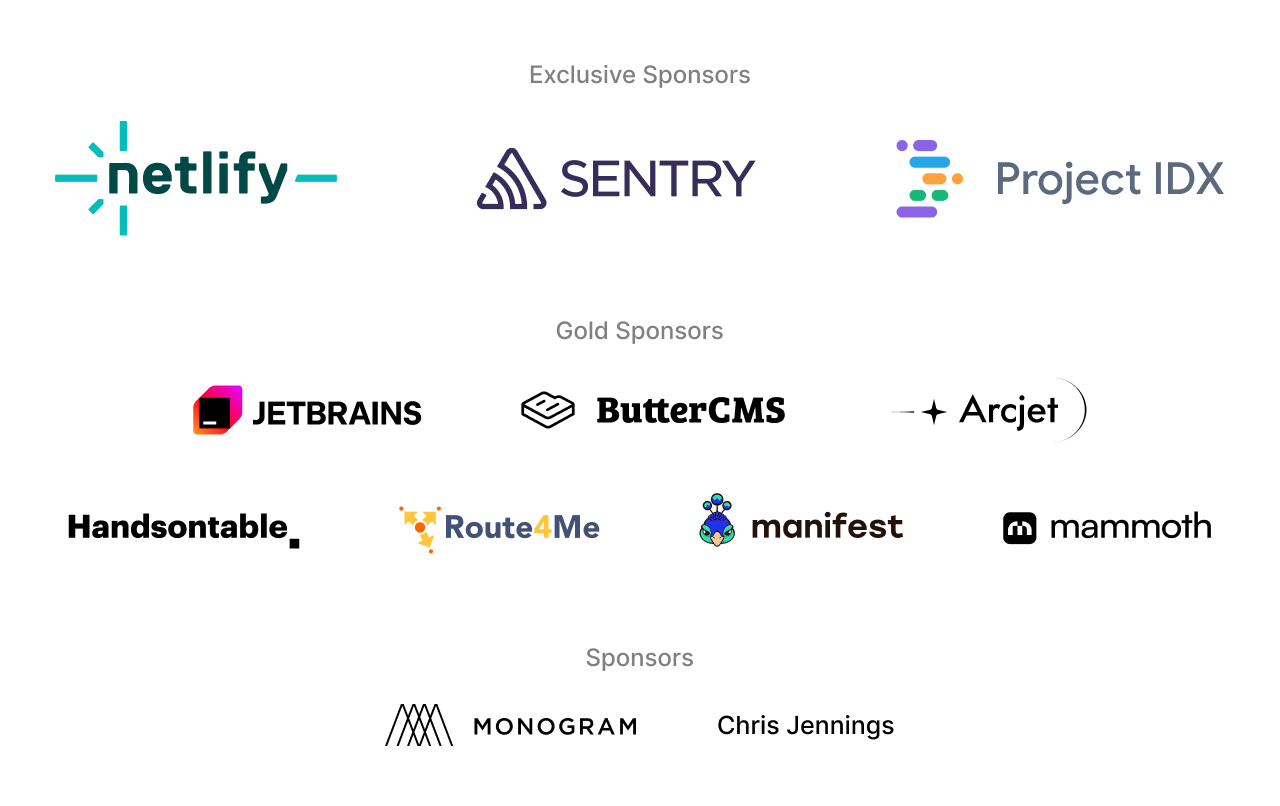 Exclusive Sponsors
netlify
SENTRY
Project IDX
Gold Sponsors
JETBRAINS
ButterCMS
Arcjet
Handsontable
Route4Me
manifest
mammoth
Sponsors
MONOGRAM
Chris Jennings